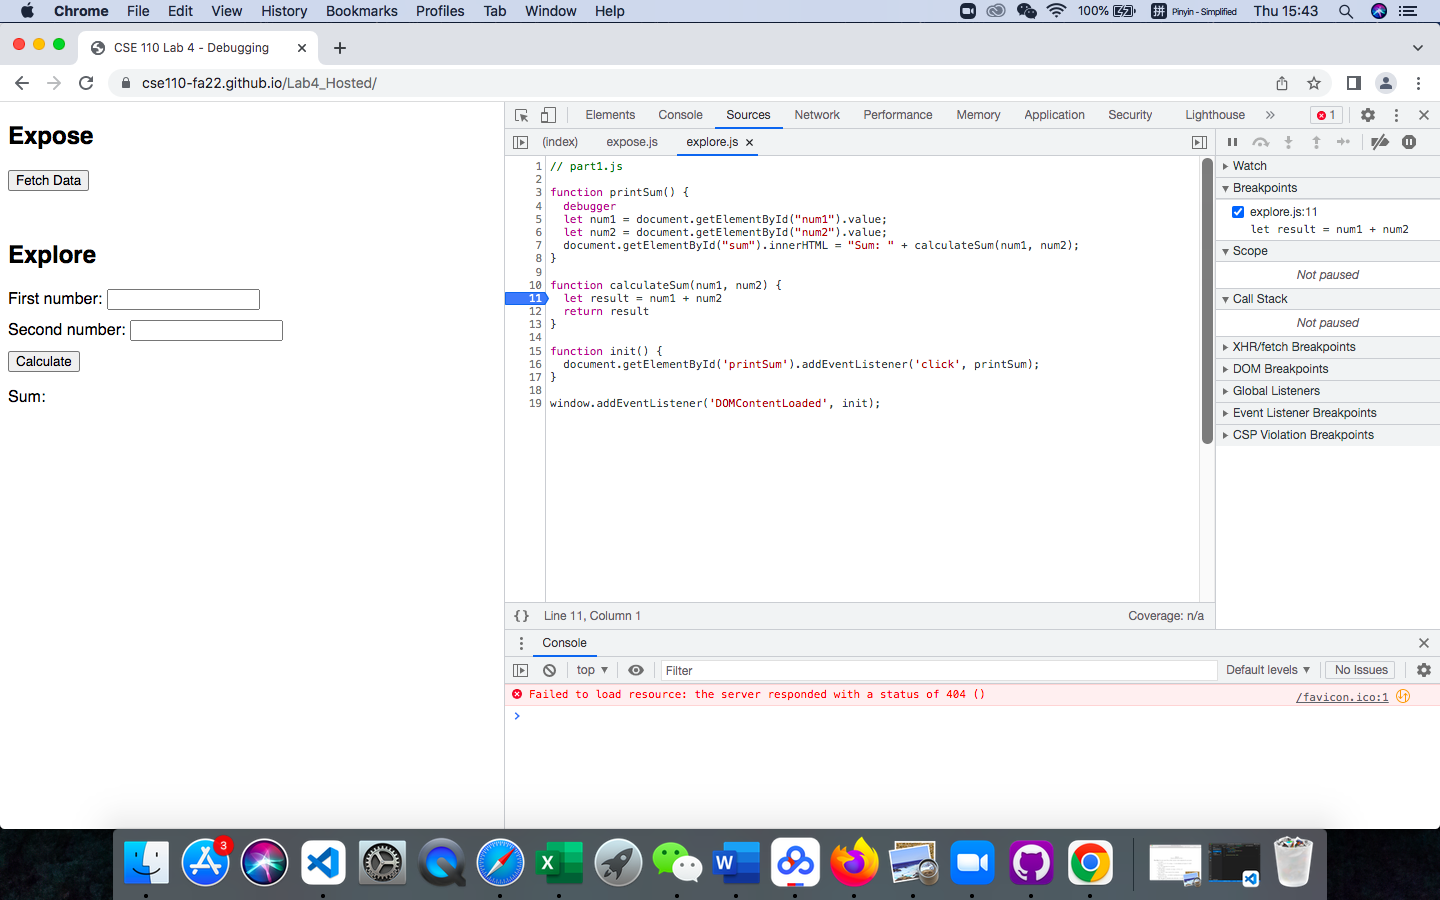 Chrome File Edit View History Bookmarks Profiles Tab Window Help 100% 拼 Pinyin - Simplified Thu 15:43
CSE 110 Lab 4 - Debugging
cse110-fa22.github.io/Lab4_Hosted/
Expose
Fetch Data
Explore
First number:
Second number:
Calculate
Sum:
Elements Console Sources Network Performance Memory Application Security Lighthouse » 1
(index) expose.js explore.js
1 // part1.js
2
3 function printSum() {
4 debugger
5 let num1 = document.getElementById("num1").value;
6 let num2 = document.getElementById("num2").value;
7 document.getElementById("sum").innerHTML = "Sum: " + calculateSum(num1, num2);
8 }
9
10 function calculateSum(num1, num2) {
11 let result = num1 + num2
12 return result
13 }
14
15 function init() {
16 document.getElementById('printSum').addEventListener('click', printSum);
17 }
18
19 window.addEventListener('DOMContentLoaded', init);
{} Line 11, Column 1 Coverage: n/a
Watch
Breakpoints
explore.js:11
let result = num1 + num2
Scope
Not paused
Call Stack
Not paused
XHR/fetch Breakpoints
DOM Breakpoints
Global Listeners
Event Listener Breakpoints
CSP Violation Breakpoints
Console
top Filter Default levels No Issues
Failed to load resource: the server responded with a status of 404 () /favicon.ico:1
3
X
W